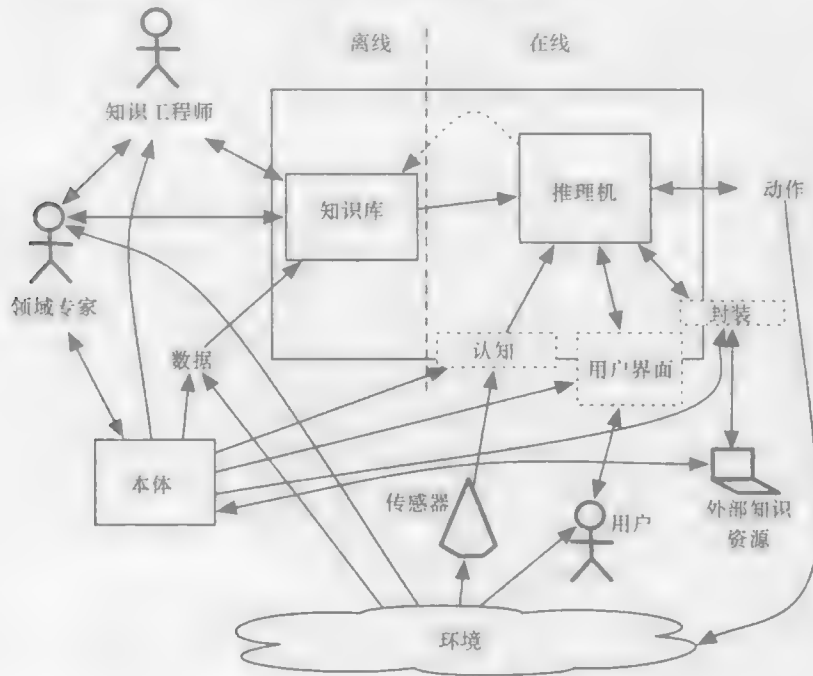 离线
在线
知识工程师
知识库
推理机
动作
领域专家
封装
数据
认知
用户界面
本体
传感器
用户
外部知识
资源
环境